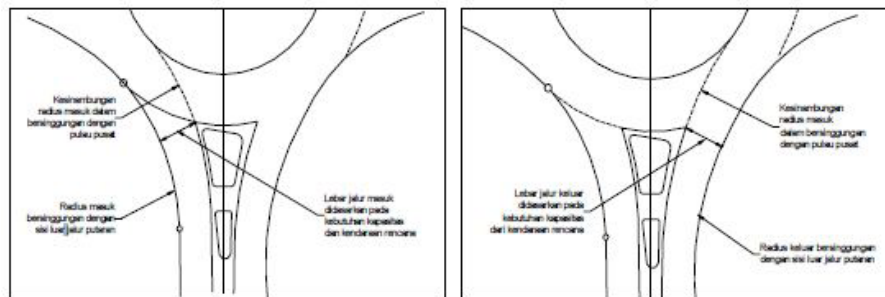 Kesinambungan
radius masuk dalam
bersinggungan dengan
pulau pusat
Radius masuk
bersinggungan dengan
sisi luar jalur putaran
Lebar jalur masuk
didasarkan pada
kebutuhan kapasitas
dan kendaraan rencana
Kesinambungan
radius masuk
dalam bersinggungan
dengan pulau pusat
Lebar jalur keluar
didasarkan pada
kebutuhan kapasitas
dari kendaraan rencana
Radius keluar bersinggungan
dengan sisi luar jalur putaran